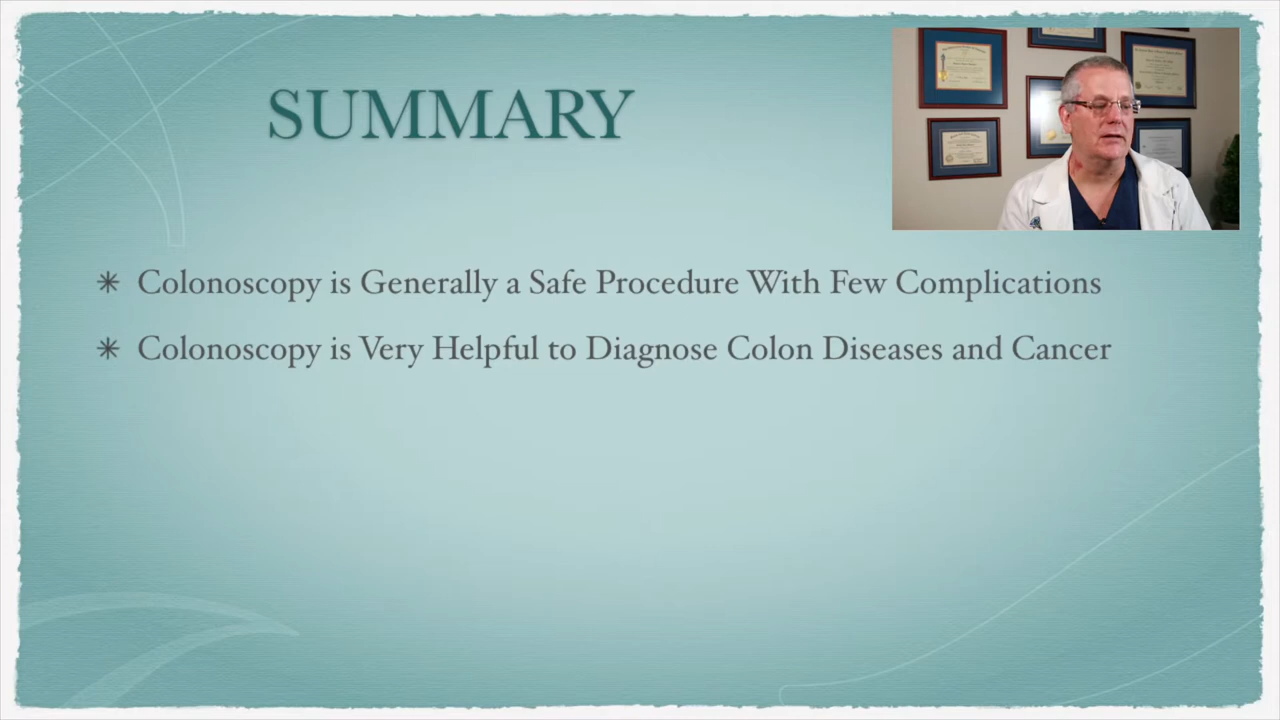 SUMMARY
Colonoscopy is Generally a Safe Procedure With Few Complications
Colonoscopy is Very Helpful to Diagnose Colon Diseases and Cancer